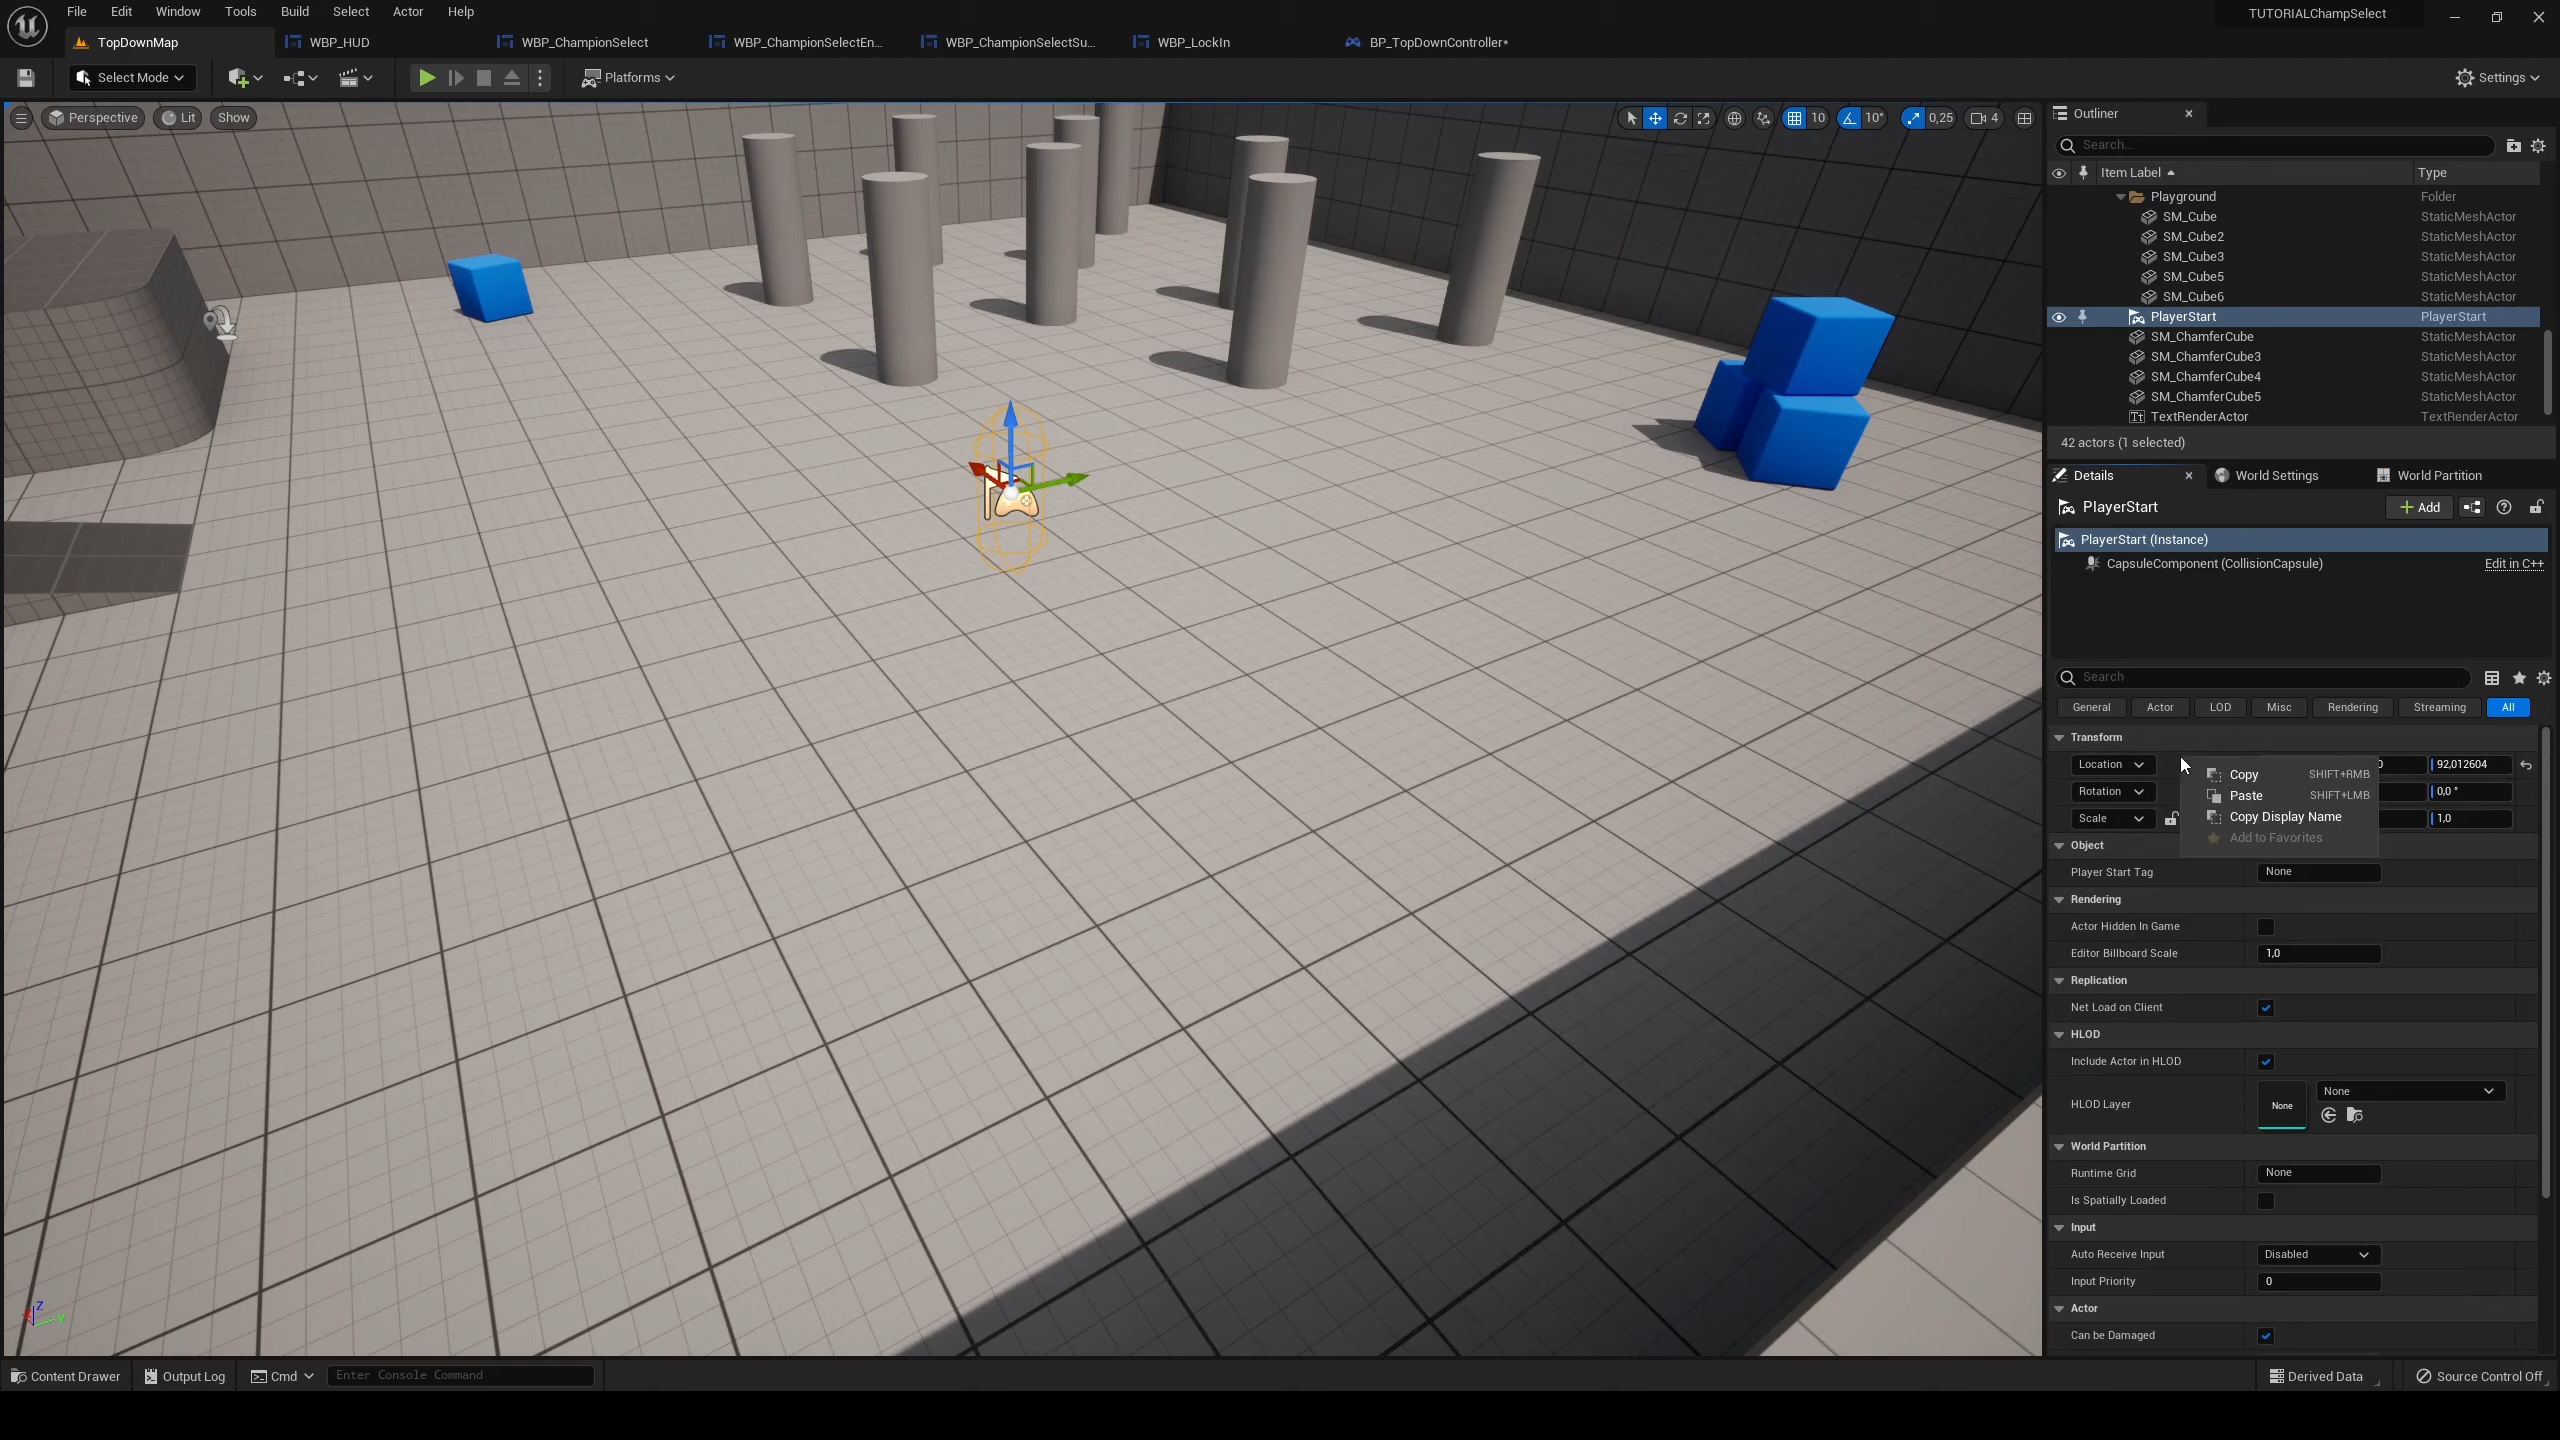 File Edit Window Tools Build Select Actor Help
TUTORIALChampSelect
TopDownMap
WBP_HUD
WBP_ChampionSelect
WBP_ChampionSelectEn...
WBP_ChampionSelectSu...
WBP_LockIn
BP_TopDownController*
Select Mode
Platforms
Settings
Perspective
Lit
Show
10
10°
0,25
4
Outliner
Search...
Item Label
Type
Playground Folder
SM_Cube StaticMeshActor
SM_Cube2 StaticMeshActor
SM_Cube3 StaticMeshActor
SM_Cube5 StaticMeshActor
SM_Cube6 StaticMeshActor
PlayerStart PlayerStart
SM_ChamferCube StaticMeshActor
SM_ChamferCube3 StaticMeshActor
SM_ChamferCube4 StaticMeshActor
SM_ChamferCube5 StaticMeshActor
TextRenderActor TextRenderActor
42 actors (1 selected)
Details
World Settings
World Partition
PlayerStart
Add
PlayerStart (Instance)
CapsuleComponent (CollisionCapsule) Edit in C++
Search
General Actor LOD Misc Rendering Streaming All
Transform
Location 0 92,012604
Rotation 0,0 °
Scale 1,0
Copy SHIFT+RMB
Paste SHIFT+LMB
Copy Display Name
Add to Favorites
Object
Player Start Tag None
Rendering
Actor Hidden In Game
Editor Billboard Scale 1,0
Replication
Net Load on Client
HLOD
Include Actor in HLOD
HLOD Layer None None
World Partition
Runtime Grid None
Is Spatially Loaded
Input
Auto Receive Input Disabled
Input Priority 0
Actor
Can be Damaged
Z
Y
Content Drawer
Output Log
Cmd
Enter Console Command
Derived Data
Source Control Off